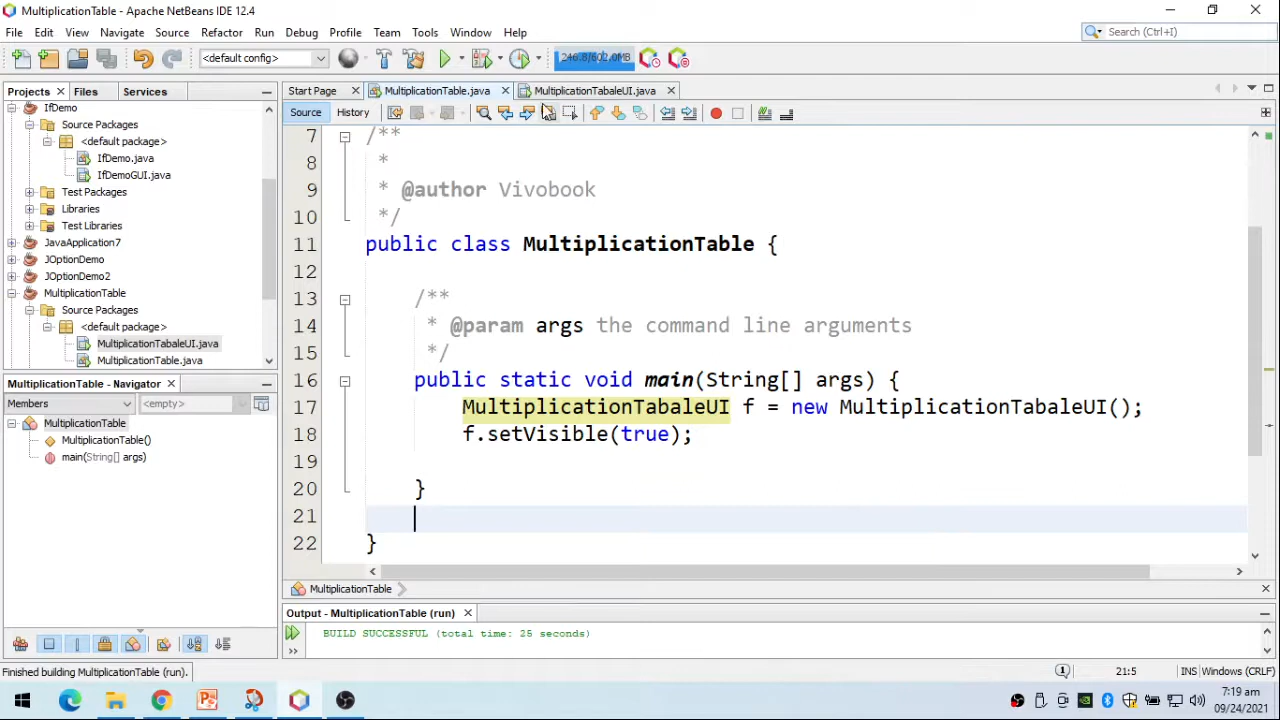 MultiplicationTable - Apache NetBeans IDE 12.4
File Edit View Navigate Source Refactor Run Debug Profile Team Tools Window Help
Search (Ctrl+I)
<default config>
246.8/602.0MB
Projects Files Services
Start Page MultiplicationTable.java MultiplicationTabaleUI.java
Source History
IfDemo
Source Packages
<default package>
IfDemo.java
IfDemoGUI.java
Test Packages
Libraries
Test Libraries
JavaApplication7
JOptionDemo
JOptionDemo2
MultiplicationTable
Source Packages
<default package>
MultiplicationTabaleUI.java
MultiplicationTable.java
MultiplicationTable - Navigator
Members <empty>
MultiplicationTable
MultiplicationTable()
main(String[] args)
7 /**
8 *
9 * @author Vivobook
10 */
11 public class MultiplicationTable {
12
13 /**
14 * @param args the command line arguments
15 */
16 public static void main(String[] args) {
17 MultiplicationTabaleUI f = new MultiplicationTabaleUI();
18 f.setVisible(true);
19
20 }
21
22 }
MultiplicationTable
Output - MultiplicationTable (run)
BUILD SUCCESSFUL (total time: 25 seconds)
Finished building MultiplicationTable (run).
1 21:5 INS Windows (CRLF)
7:19 am
09/24/2021